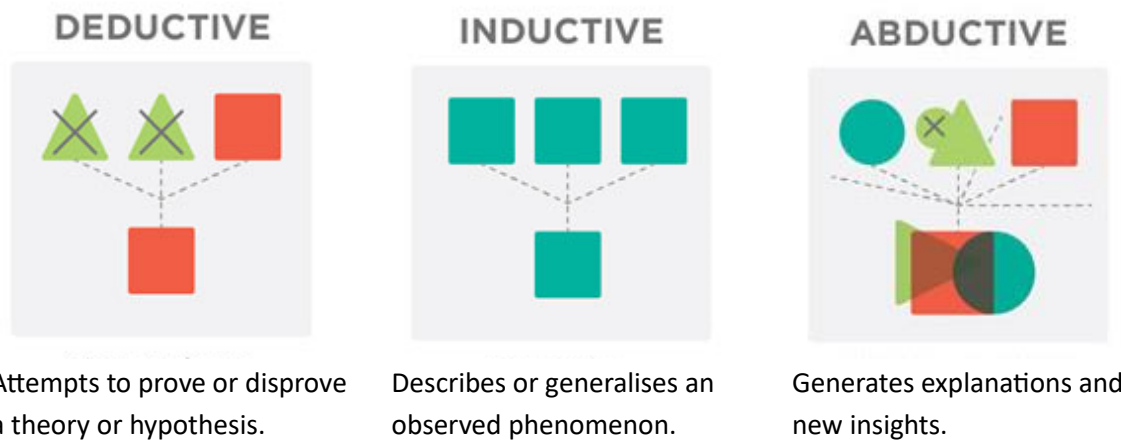 DEDUCTIVE
INDUCTIVE
ABDUCTIVE
Attempts to prove or disprove
theory or hypothesis.
Describes or generalises an
observed phenomenon.
Generates explanations and
new insights.